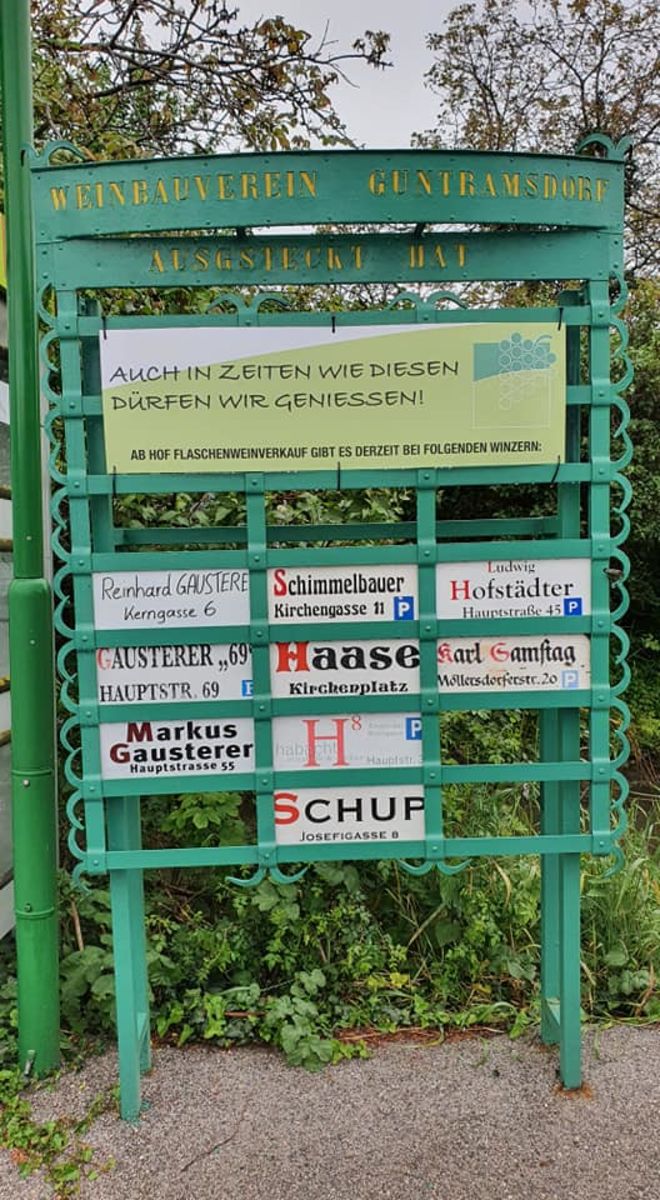 WEINBAUVEREIN GUNTRAMSDORF
AUSGSTECKT HAT
AUCH IN ZEITEN WIE DIESEN
DÜRFEN WIR GENIESSEN!
AB HOF FLASCHENWEINVERKAUF GIBT ES DERZEIT BEI FOLGENDEN WINZERN:
Reinhard GAUSTERE
Kerngasse 6
Schimmelbauer
Kirchengasse 11 P
Ludwig
Hofstädter
Hauptstraße 45 P
GAUSTERER „69"
HAUPTSTR. 69 P
Haase
Kirchenplatz
Karl Samstag
Möllersdorferstr. 20 P
Markus
Gausterer
Hauptstrasse 55
H8 P
habacht
Hauptstr.
SCHUP
JOSEFIGASSE 8